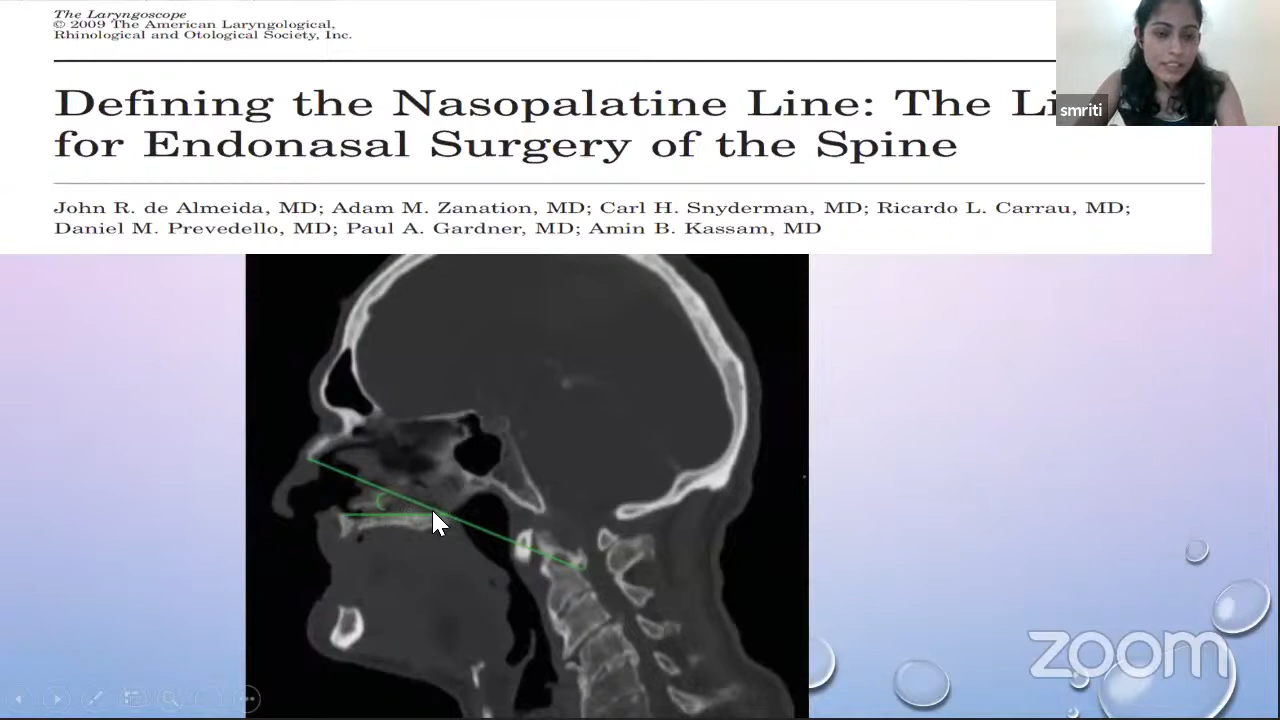 The Laryngoscope
© 2009 The American Laryngological,
Rhinological and Otological Society, Inc.
Defining the Nasopalatine Line: The
for Endonasal Surgery of the Spine
John R. de Almeida, MD; Adam M. Zanation, MD; Carl H. Snyderman, MD; Ricardo L. Carrau, MD;
Daniel M. Prevedello, MD; Paul A. Gardner, MD; Amin B. Kassam, MD
smriti
zoom